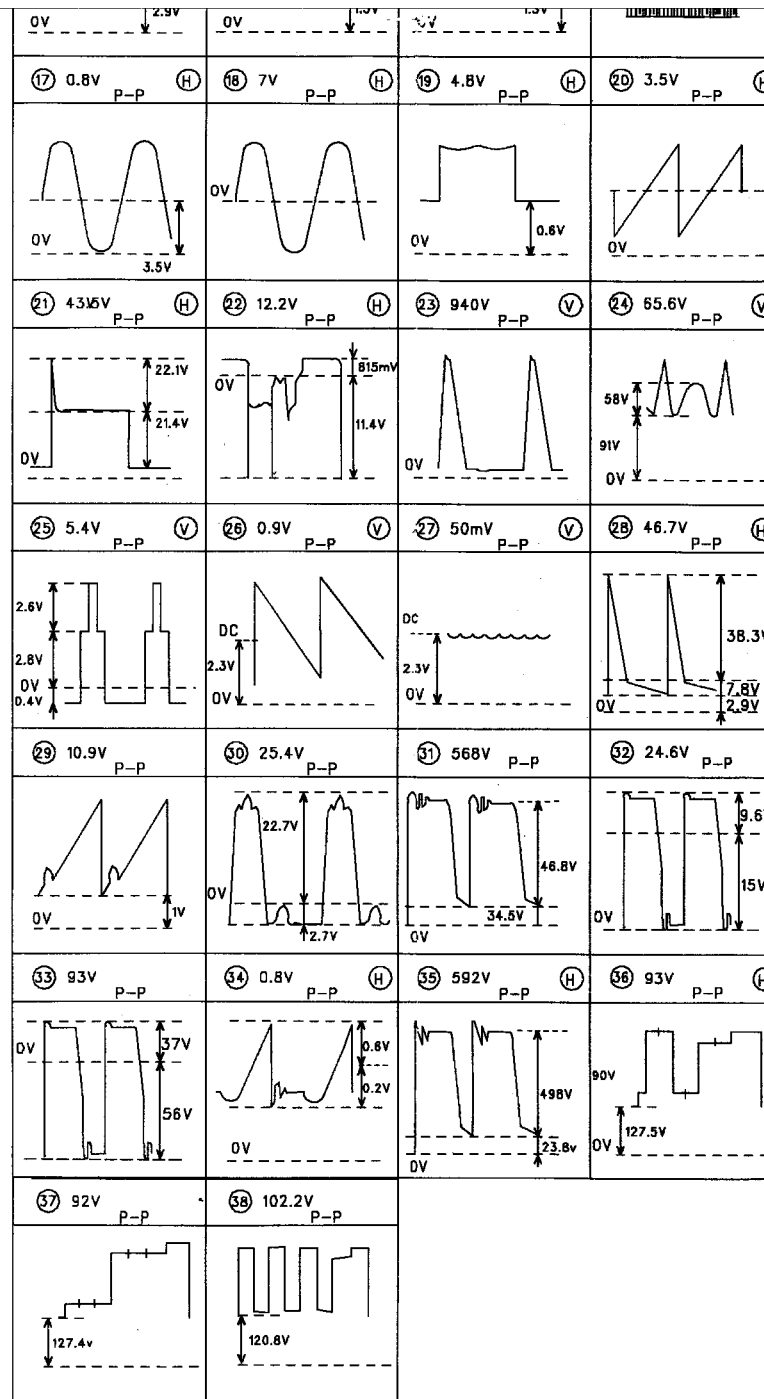 2.9V
0V
0V
0V
17 0.8V P-P H
0V
3.5V
18 7V P-P H
0V
19 4.8V P-P H
0V
0.6V
20 3.5V P-P H
0V
21 43.5V P-P H
22.1V
21.4V
0V
22 12.2V P-P H
815mV
0V
11.4V
23 940V P-P V
0V
24 65.6V P-P V
58V
91V
0V
25 5.4V P-P V
2.6V
2.8V
0V
0.4V
26 0.9V P-P V
DC
2.3V
0V
27 50mV P-P V
DC
2.3V
0V
28 46.7V P-P H
38.3V
7.8V
2.9V
0V
29 10.9V P-P
0V
1V
30 25.4V P-P
22.7V
0V
2.7V
31 568V P-P
46.8V
34.5V
0V
32 24.6V P-P
9.6V
15V
0V
33 93V P-P
0V
37V
56V
34 0.8V P-P H
0.6V
0.2V
0V
35 592V P-P H
498V
23.8v
0V
36 93V P-P H
90V
0V
127.5V
37 92V P-P
127.4v
38 102.2V P-P
120.8V